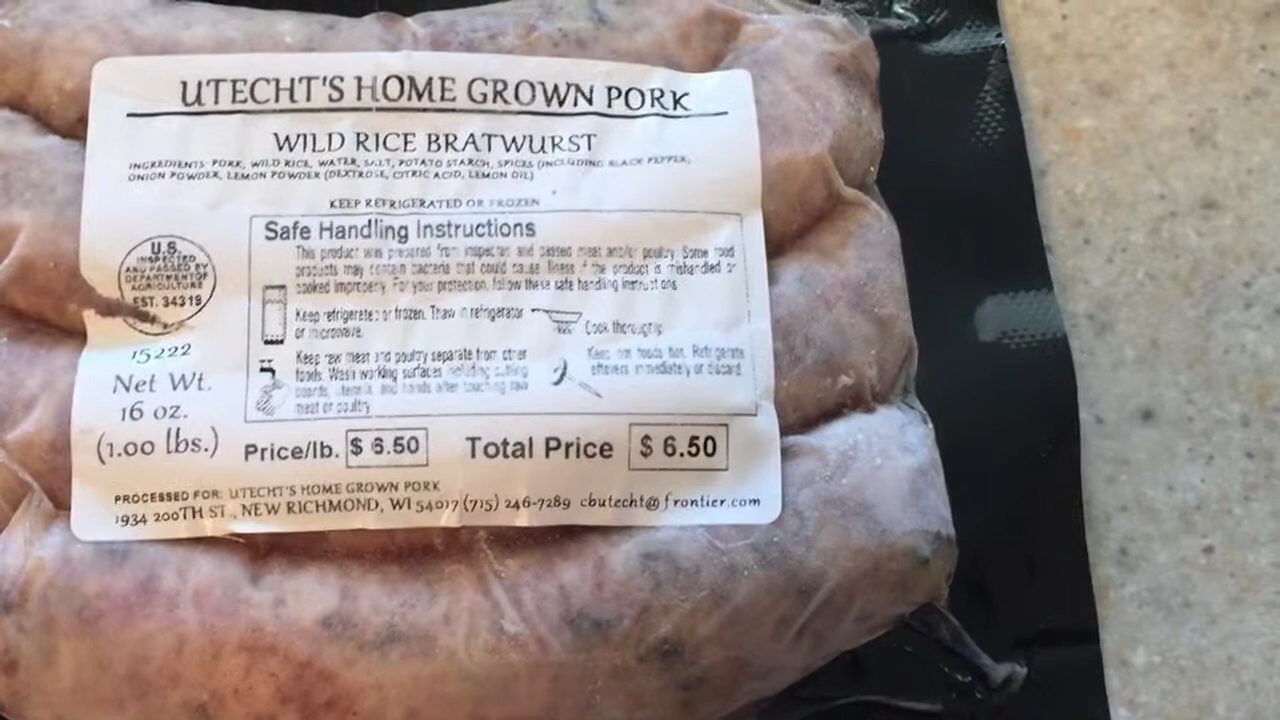 UTECHT'S HOME GROWN PORK
WILD RICE BRATWURST
INGREDIENTS: PORK, WILD RICE, WATER, SALT, POTATO STARCH, SPICES (INCLUDING BLACK PEPPER,
ONION POWDER, LEMON POWDER (DEXTROSE, CITRIC ACID, LEMON OIL)
KEEP REFRIGERATED OR FROZEN
Safe Handling Instructions
This product was prepared from inspected and passed meat and/or poultry. Some food
products may contain bacteria that could cause illness if the product is mishandled or
cooked improperly. For your protection, follow these safe handling instructions.
Keep refrigerated or frozen. Thaw in refrigerator
or microwave.
Cook thoroughly.
Keep raw meat and poultry separate from other
foods. Wash working surfaces including cutting
boards, utensils, and hands after touching raw
meat or poultry.
Keep hot foods hot. Refrigerate
leftovers immediately or discard.
U.S.
INSPECTED
AND PASSED BY
DEPARTMENT OF
AGRICULTURE
EST. 34319
15222
Net Wt.
16 oz.
(1.00 lbs.)
Price/lb. $ 6.50 Total Price $ 6.50
PROCESSED FOR: UTECHT'S HOME GROWN PORK
1934 200TH ST., NEW RICHMOND, WI 54017 (715) 246-7289 cbutecht@frontier.com